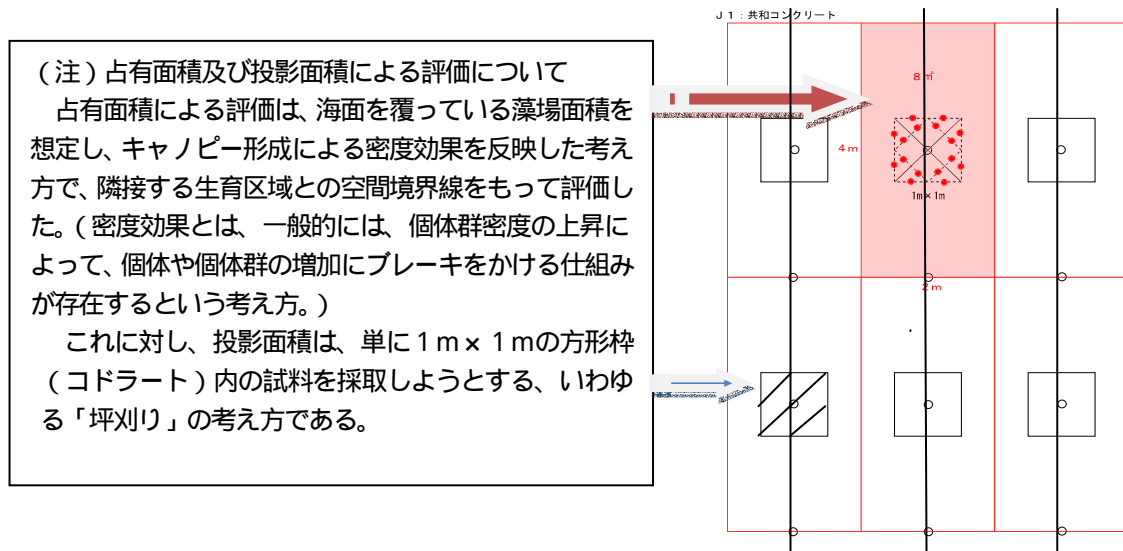 J1:共和コンクリート
(注)占有面積及び投影面積による評価について
占有面積による評価は、海面を覆っている藻場面積を
想定し、キャノピー形成による密度効果を反映した考え
方で、隣接する生育区域との空間境界線をもって評価し
た。(密度効果とは、一般的には、個体群密度の上昇に
よって、個体や個体群の増加にブレーキをかける仕組み
が存在するという考え方。)
これに対し、投影面積は、単に1m×1mの方形枠
(コドラート)内の試料を採取しようとする、いわゆ
る「坪刈り」の考え方である。
8㎡
4m
1m×1m
2m